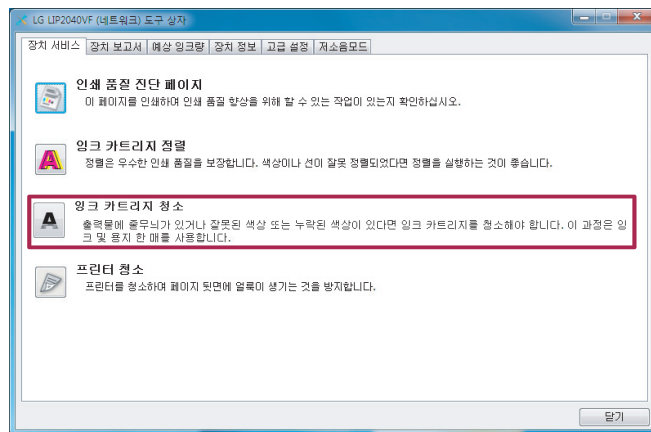 LG LIP2040VF (네트워크) 도구 상자
장치 서비스 장치 보고서 예상 잉크량 장치 정보 고급 설정 저소음모드
인쇄 품질 진단 페이지
이 페이지를 인쇄하여 인쇄 품질 향상을 위해 할 수 있는 작업이 있는지 확인하십시오.
잉크 카트리지 정렬
정렬은 우수한 인쇄 품질을 보장합니다. 색상이나 선이 잘못 정렬되었다면 정렬을 실행하는 것이 좋습니다.
잉크 카트리지 청소
출력물에 줄무늬가 있거나 잘못된 색상 또는 누락된 색상이 있다면 잉크 카트리지를 청소해야 합니다. 이 과정은 잉
크 및 용지 한 매를 사용합니다.
프린터 청소
프린터를 청소하여 페이지 뒷면에 얼룩이 생기는 것을 방지합니다.
닫기